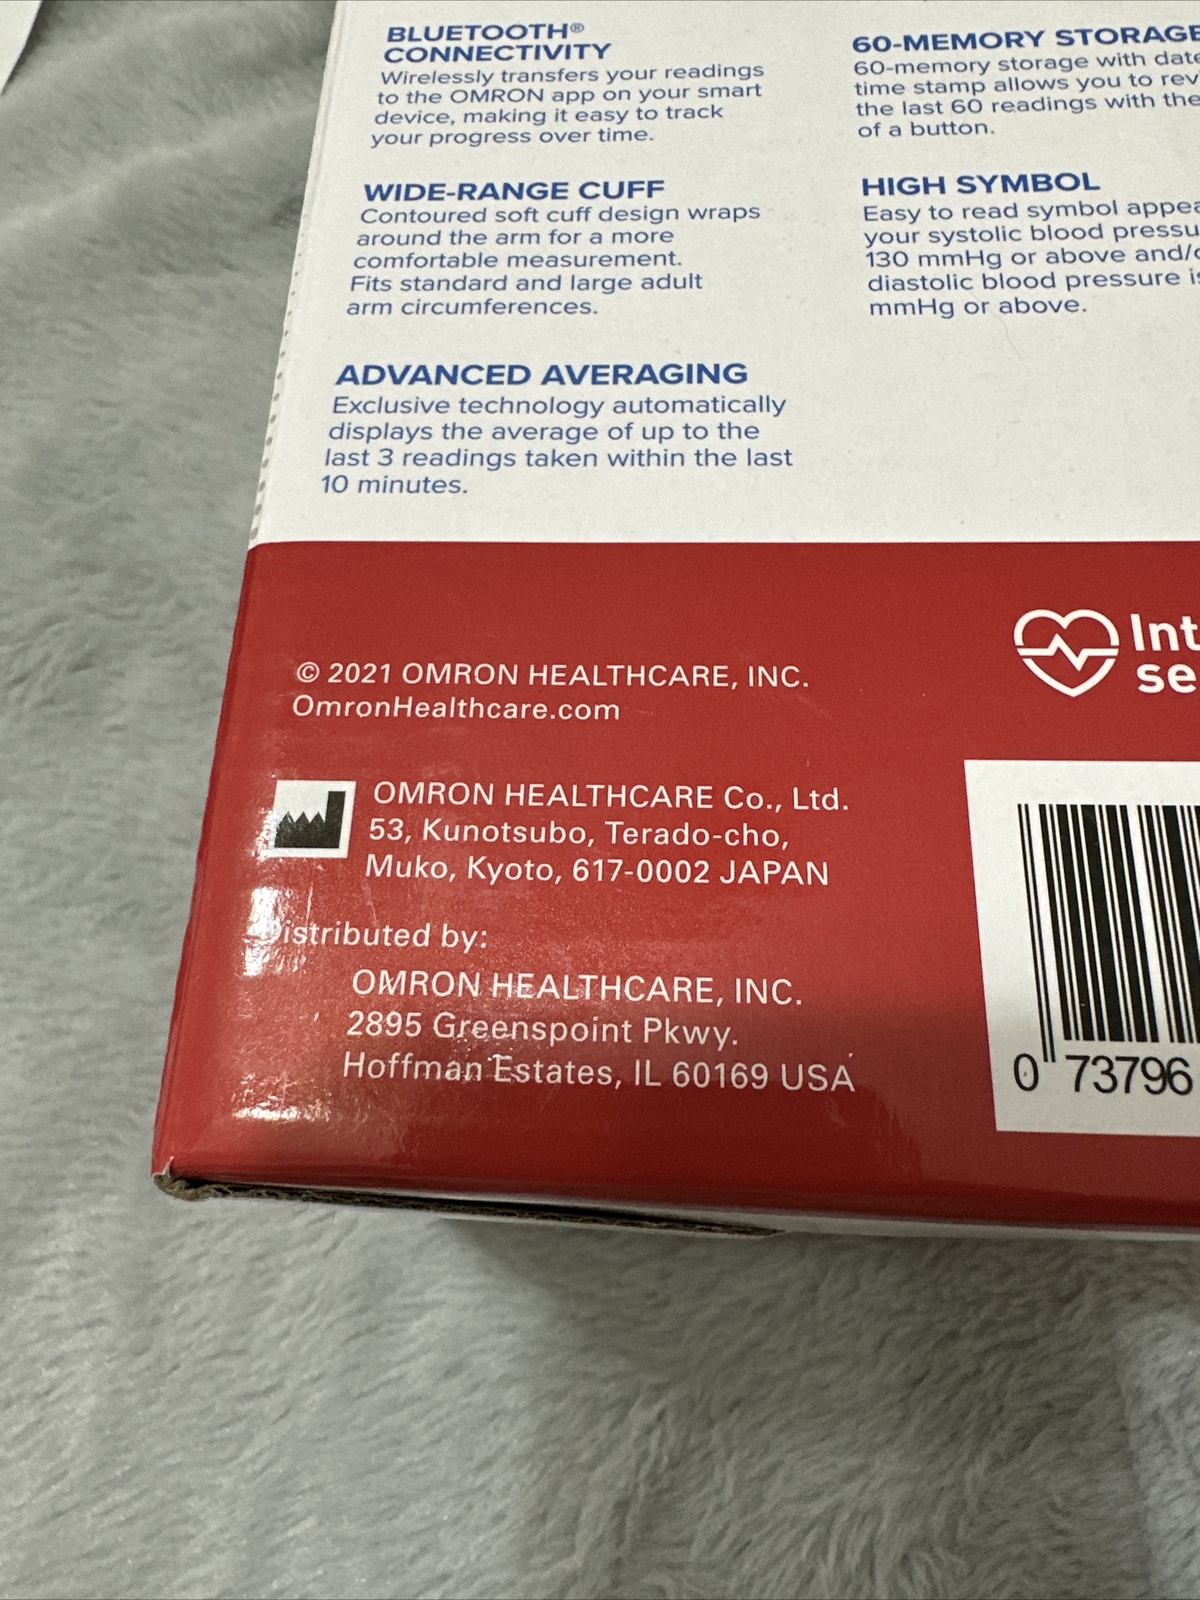 BLUETOOTH®
CONNECTIVITY
Wirelessly transfers your readings
to the OMRON app on your smart
device, making it easy to track
your progress over time.
WIDE-RANGE CUFF
Contoured soft cuff design wraps
around the arm for a more
comfortable measurement.
Fits standard and large adult
arm circumferences.
ADVANCED AVERAGING
Exclusive technology automatically
displays the average of up to the
last 3 readings taken within the last
10 minutes.
60-MEMORY STORAGE
60-memory storage with date
time stamp allows you to
the last 60 readings with the
of a button.
HIGH SYMBOL
Easy to read symbol
your systolic blood
130 mmHg or above
diastolic blood pressure
mmHg or above.
© 2021 OMRON HEALTHCARE, INC.
OmronHealthcare.com
OMRON HEALTHCARE Co., Ltd.
53, Kunotsubo, Terado-cho,
Muko, Kyoto, 617-0002 JAPAN
Distributed by:
OMRON HEALTHCARE, INC.
2895 Greenspoint Pkwy.
Hoffman Estates, IL 60169 USA
0 73796